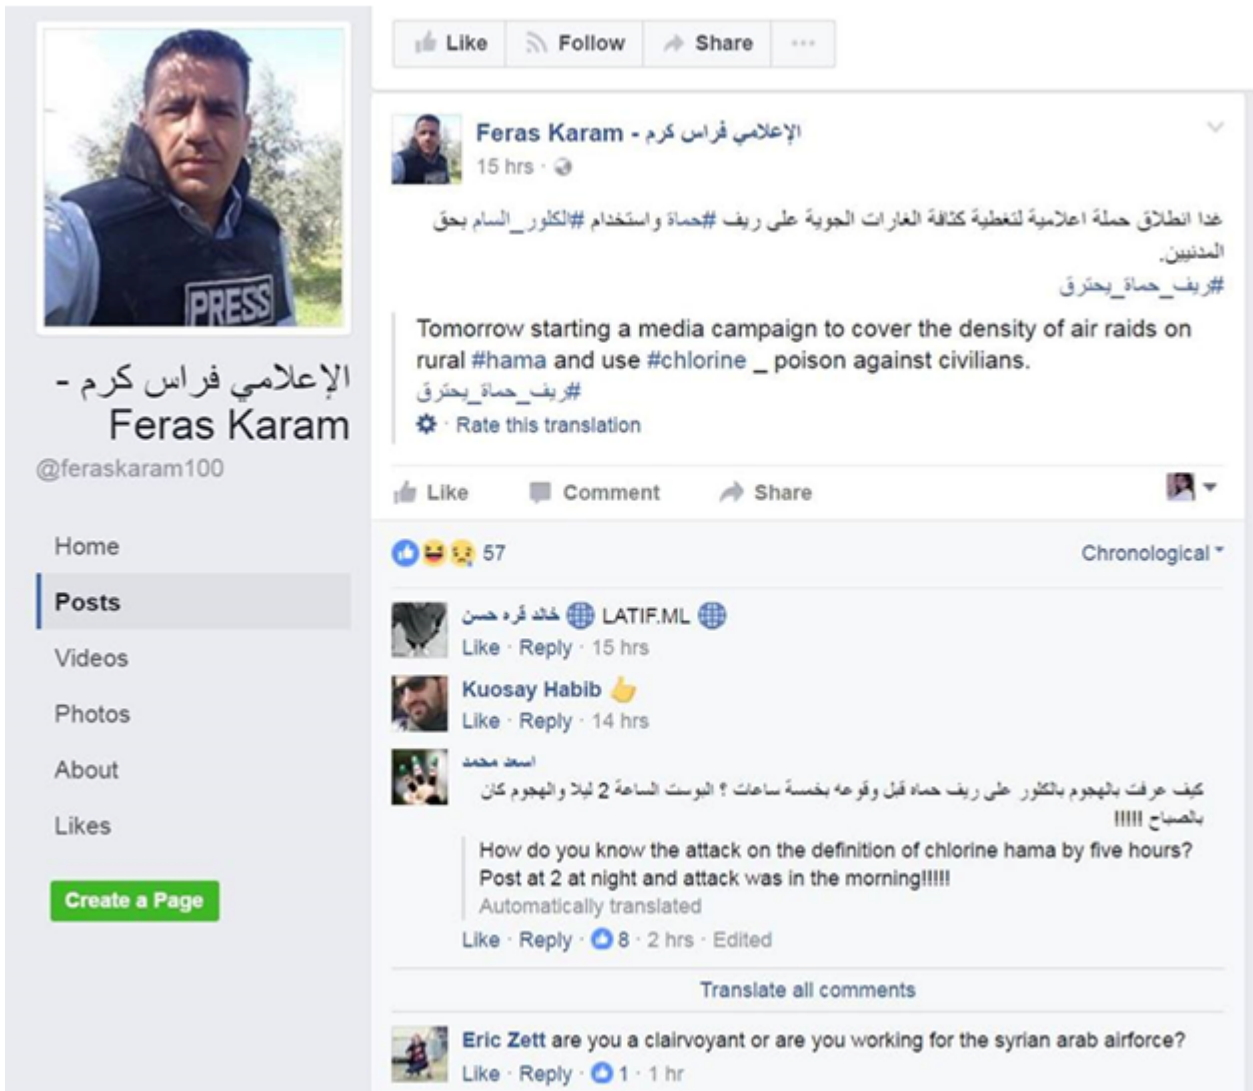 PRESS
الإعلامي فراس كرم -
Feras Karam
@feraskaram100
Home
Posts
Videos
Photos
About
Likes
Create a Page
Like
Follow
Share
Feras Karam - الإعلامي فراس كرم
15 hrs ·
غدا انطلاق حملة اعلامية لتغطية كثافة الغارات الجوية على ريف #حماة واستخدام #الكلور_السام بحق
المدنيين.
#ريف_حماة_يحترق
Tomorrow starting a media campaign to cover the density of air raids on
rural #hama and use #chlorine _ poison against civilians.
#ريف_حماة_يحترق
· Rate this translation
Like Comment Share
57 Chronological
خالد قره حسن LATIF.ML
Like · Reply · 15 hrs
Kuosay Habib
Like · Reply · 14 hrs
اسعد محمد
كيف عرفت بالهجوم بالكلور على ريف حماه قبل وقوعه بخمسة ساعات ؟ البوست الساعة 2 ليلا والهجوم كان
بالصباح !!!!!
How do you know the attack on the definition of chlorine hama by five hours?
Post at 2 at night and attack was in the morning!!!!!
Automatically translated
Like · Reply · 8 · 2 hrs · Edited
Translate all comments
Eric Zett are you a clairvoyant or are you working for the syrian arab airforce?
Like · Reply · 1 · 1 hr